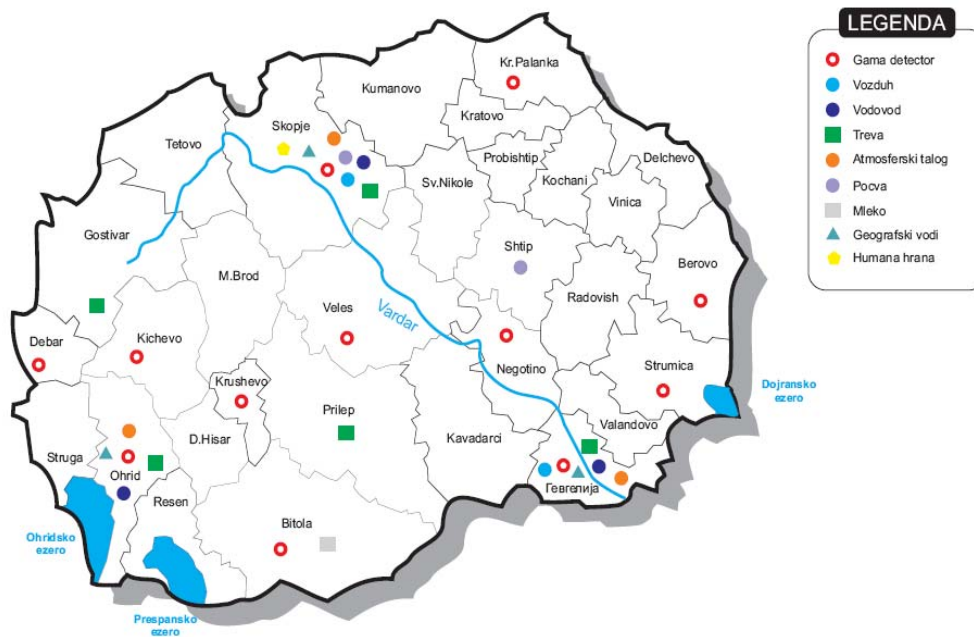 LEGENDA
Gama detector
Vozduh
Vodovod
Treva
Atmosferski talog
Pocva
Mleko
Geografski vodi
Humana hrana
Kr.Palanka
Kumanovo
Kratovo
Skopje
Tetovo
Probishtip
Delchevo
Kochani
Sv.Nikole
Vinica
Gostivar
Shtip
Berovo
M.Brod
Radovish
Veles
Vardar
Debar
Kichevo
Negotino
Strumica
Krushevo
Dojransko
ezero
Prilep
Valandovo
D.Hisar
Kavadarci
Struga
Ohrid
Гевгелија
Resen
Bitola
Ohridsko
ezero
Prespansko
ezero